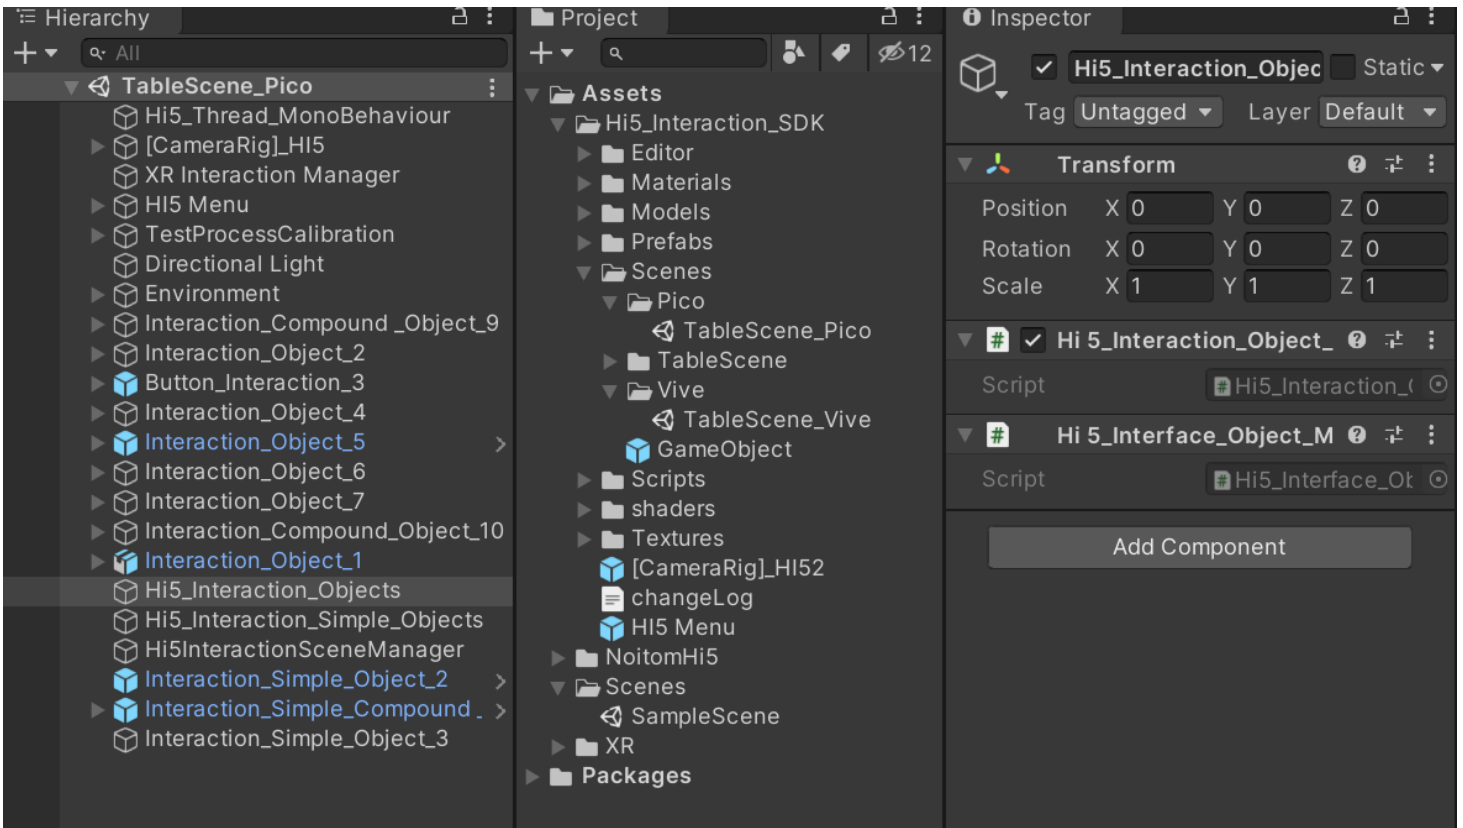 Hierarchy
All
TableScene_Pico
Hi5_Thread_MonoBehaviour
[CameraRig]_HI5
XR Interaction Manager
HI5 Menu
TestProcessCalibration
Directional Light
Environment
Interaction_Compound _Object_9
Interaction_Object_2
Button_Interaction_3
Interaction_Object_4
Interaction_Object_5
Interaction_Object_6
Interaction_Object_7
Interaction_Compound_Object_10
Interaction_Object_1
Hi5_Interaction_Objects
Hi5_Interaction_Simple_Objects
Hi5InteractionSceneManager
Interaction_Simple_Object_2
Interaction_Simple_Compound _
Interaction_Simple_Object_3
Project
12
Assets
Hi5_Interaction_SDK
Editor
Materials
Models
Prefabs
Scenes
Pico
TableScene_Pico
TableScene
Vive
TableScene_Vive
GameObject
Scripts
shaders
Textures
[CameraRig]_HI52
changeLog
HI5 Menu
NoitomHi5
Scenes
SampleScene
XR
Packages
Inspector
Hi5_Interaction_Objec Static
Tag Untagged Layer Default
Transform
Position X 0 Y 0 Z 0
Rotation X 0 Y 0 Z 0
Scale X 1 Y 1 Z 1
# Hi 5_Interaction_Object_
Script # Hi5_Interaction_
# Hi 5_Interface_Object_M
Script # Hi5_Interface_Ob
Add Component